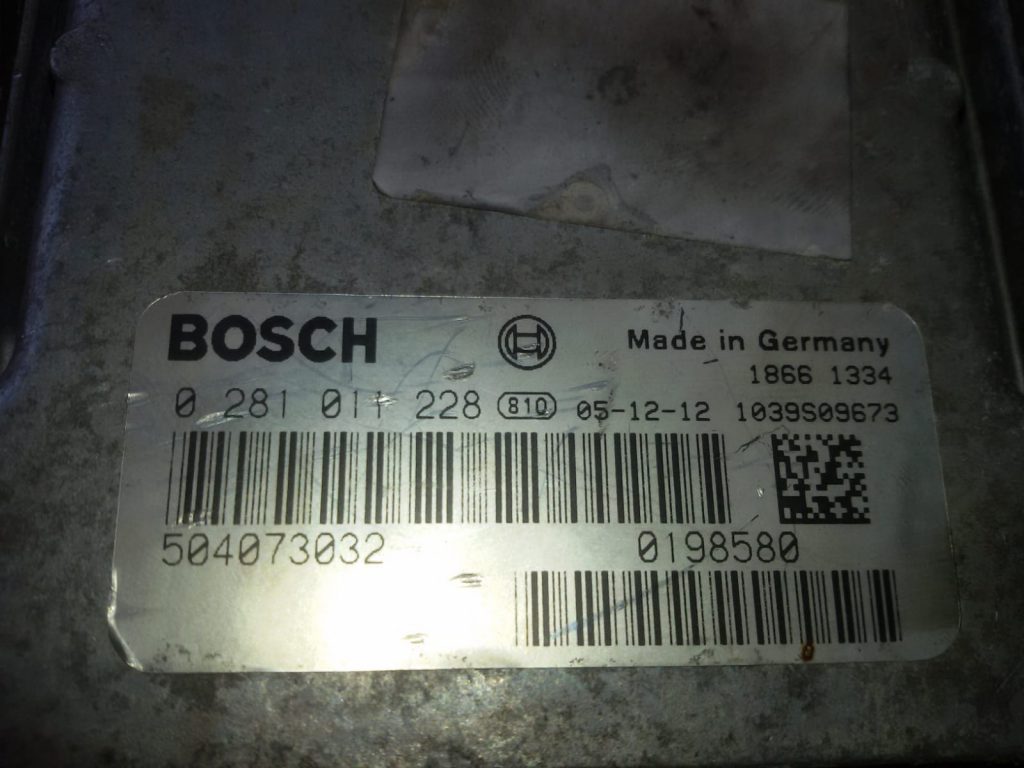 BOSCH
Made in Germany
1866 1334
0 281 011 228 810 05-12-12 1039S09673
504073032 0198580